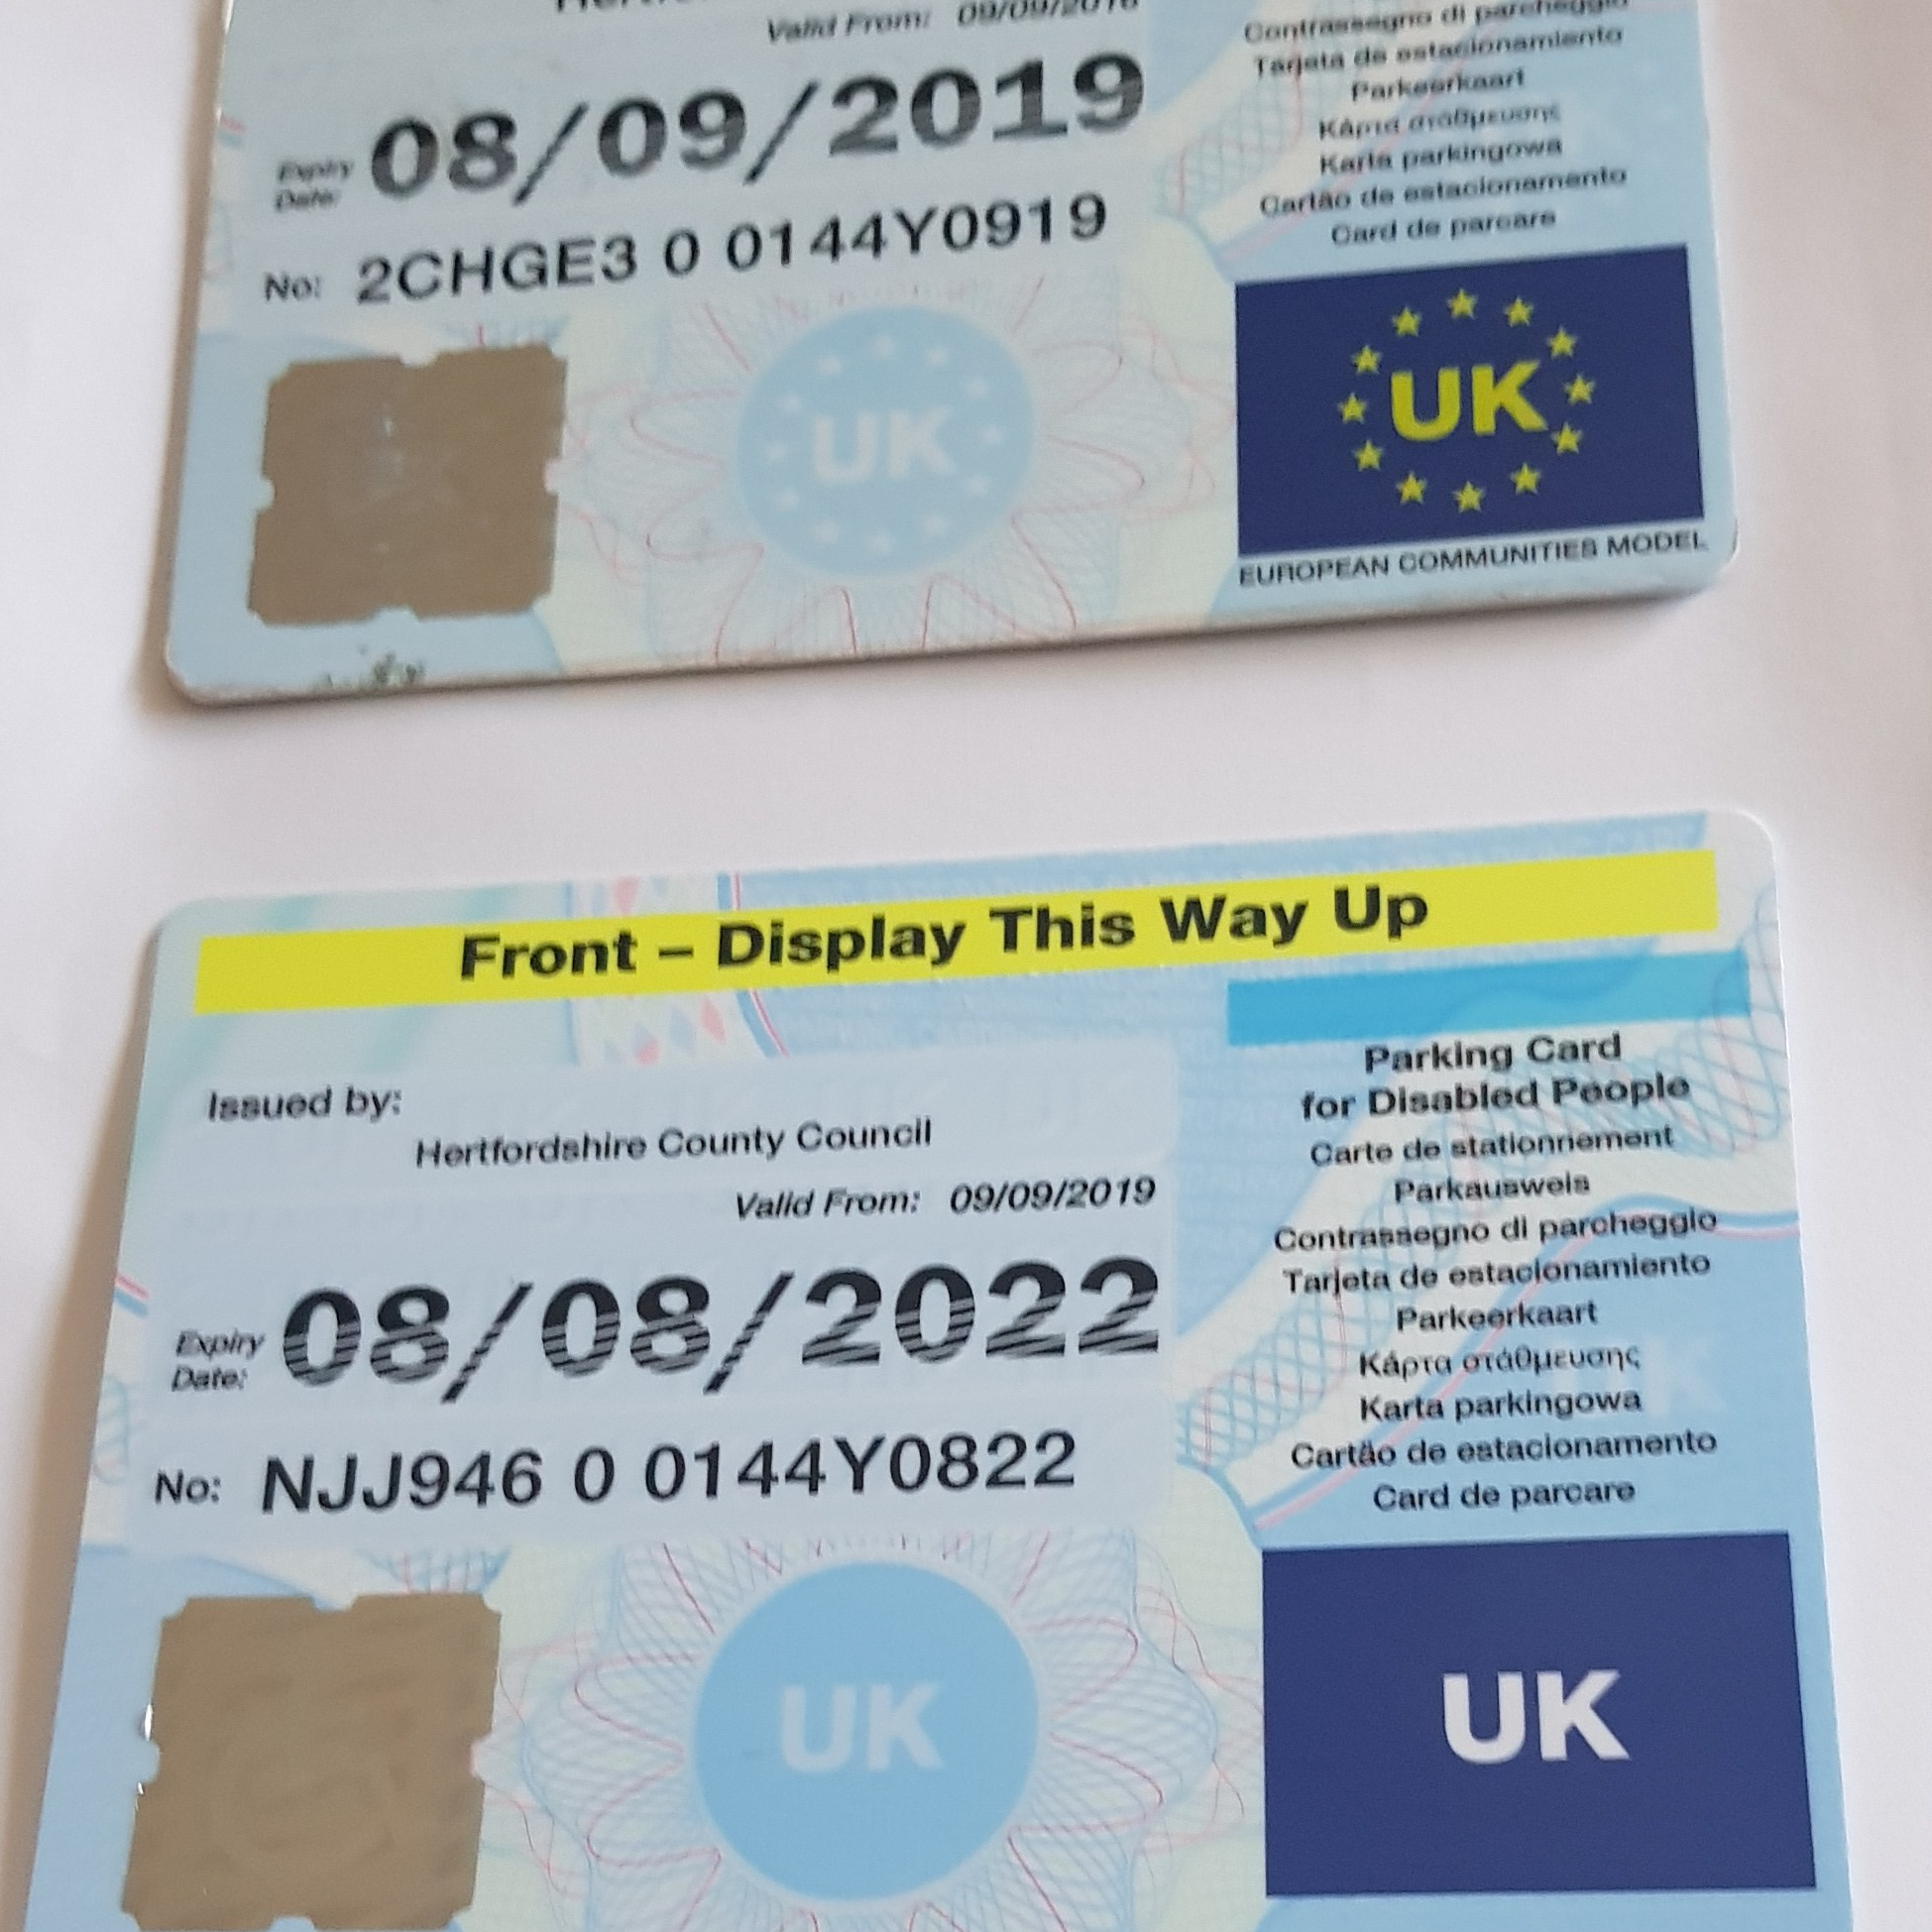 Valid From: 09/09/2016
Contrassegno di parcheggio
Tarjeta de estacionamiento
Parkeerkaart
Κάρτα στάθμευσης
Karta parkingowa
Cartão de estacionamento
Card de parcare
Expiry
Date:
08/09/2019
No: 2CHGE3 0 0144Y0919
UK
UK
EUROPEAN COMMUNITIES MODEL
Front – Display This Way Up
Issued by:
Hertfordshire County Council
Valid From: 09/09/2019
Expiry
Date:
08/08/2022
No: NJJ946 0 0144Y0822
Parking Card
for Disabled People
Carte de stationnement
Parkausweis
Contrassegno di parcheggio
Tarjeta de estacionamiento
Parkeerkaart
Κάρτα στάθμευσης
Karta parkingowa
Cartão de estacionamento
Card de parcare
UK
UK